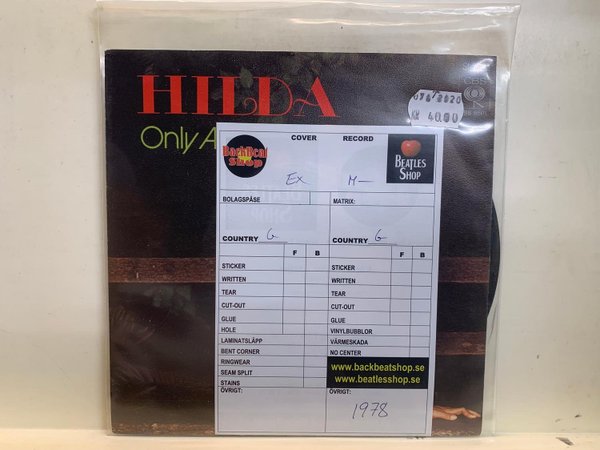 HILDA
Only A
CBS
076/2020
KR 40.00
BackBeat
Shop
COVER RECORD
BEATLES
SHOP
Ex M-
BOLAGSPÅSE MATRIX:
COUNTRY G COUNTRY G
F B F B
STICKER STICKER
WRITTEN WRITTEN
TEAR TEAR
CUT-OUT CUT-OUT
GLUE GLUE
HOLE VINYLBUBBLOR
LAMINATSLÄPP VÄRMESKADA
BENT CORNER NO CENTER
RINGWEAR
SEAM SPLIT
STAINS
www.backbeatshop.se
www.beatlesshop.se
ÖVRIGT: ÖVRIGT:
1978